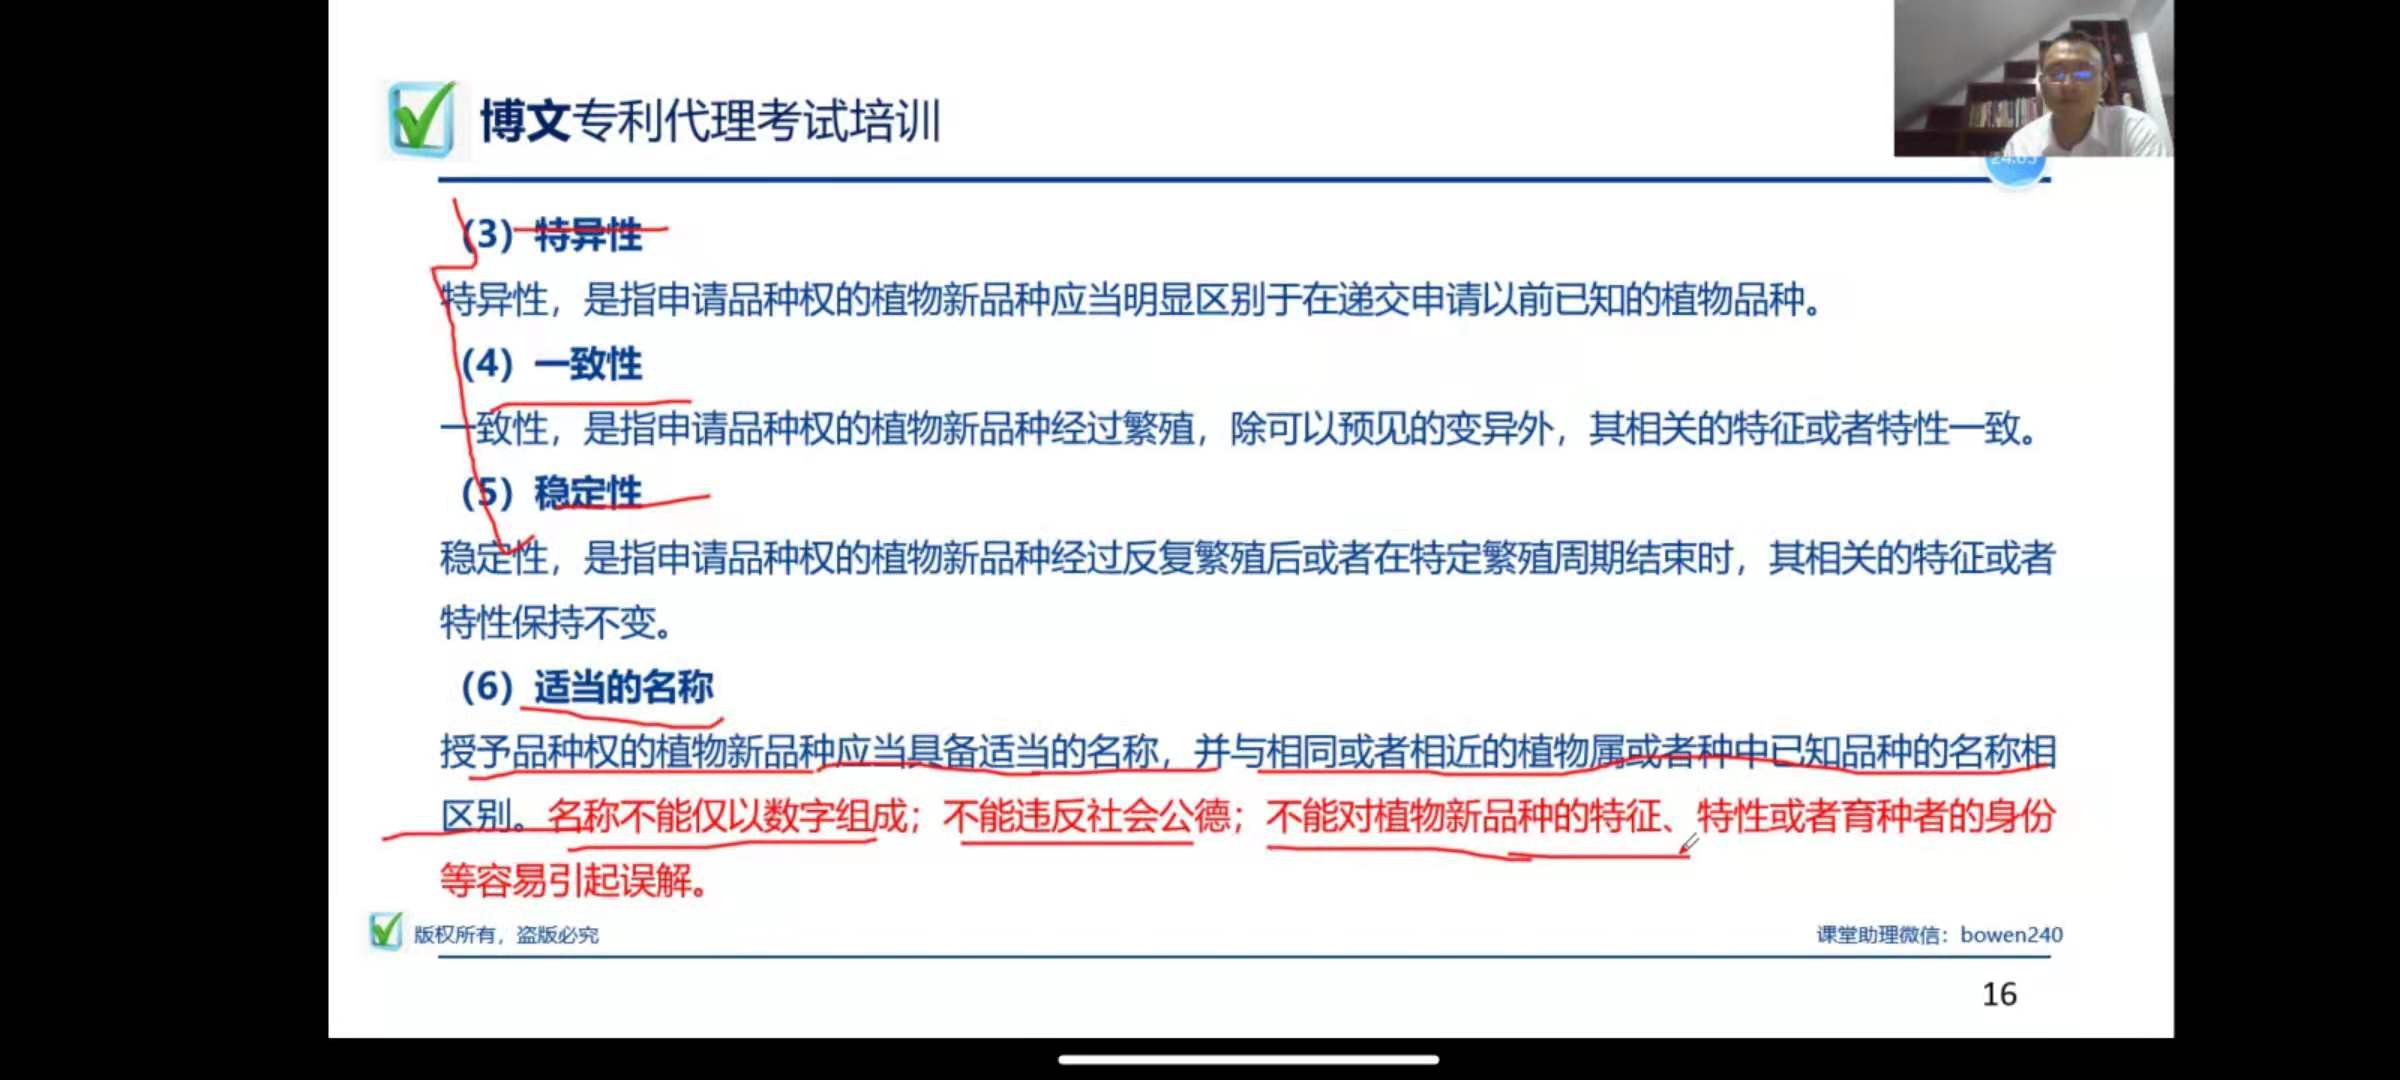 博文专利代理考试培训
（3）特异性
特异性，是指申请品种权的植物新品种应当明显区别于在递交申请以前已知的植物品种。
（4）一致性
一致性，是指申请品种权的植物新品种经过繁殖，除可以预见的变异外，其相关的特征或者特性一致。
（5）稳定性
稳定性，是指申请品种权的植物新品种经过反复繁殖后或者在特定繁殖周期结束时，其相关的特征或者
特性保持不变。
（6）适当的名称
授予品种权的植物新品种应当具备适当的名称，并与相同或者相近的植物属或者种中已知品种的名称相
区别。名称不能仅以数字组成；不能违反社会公德；不能对植物新品种的特征、特性或者育种者的身份
等容易引起误解。
版权所有，盗版必究
课堂助理微信：bowen240
16